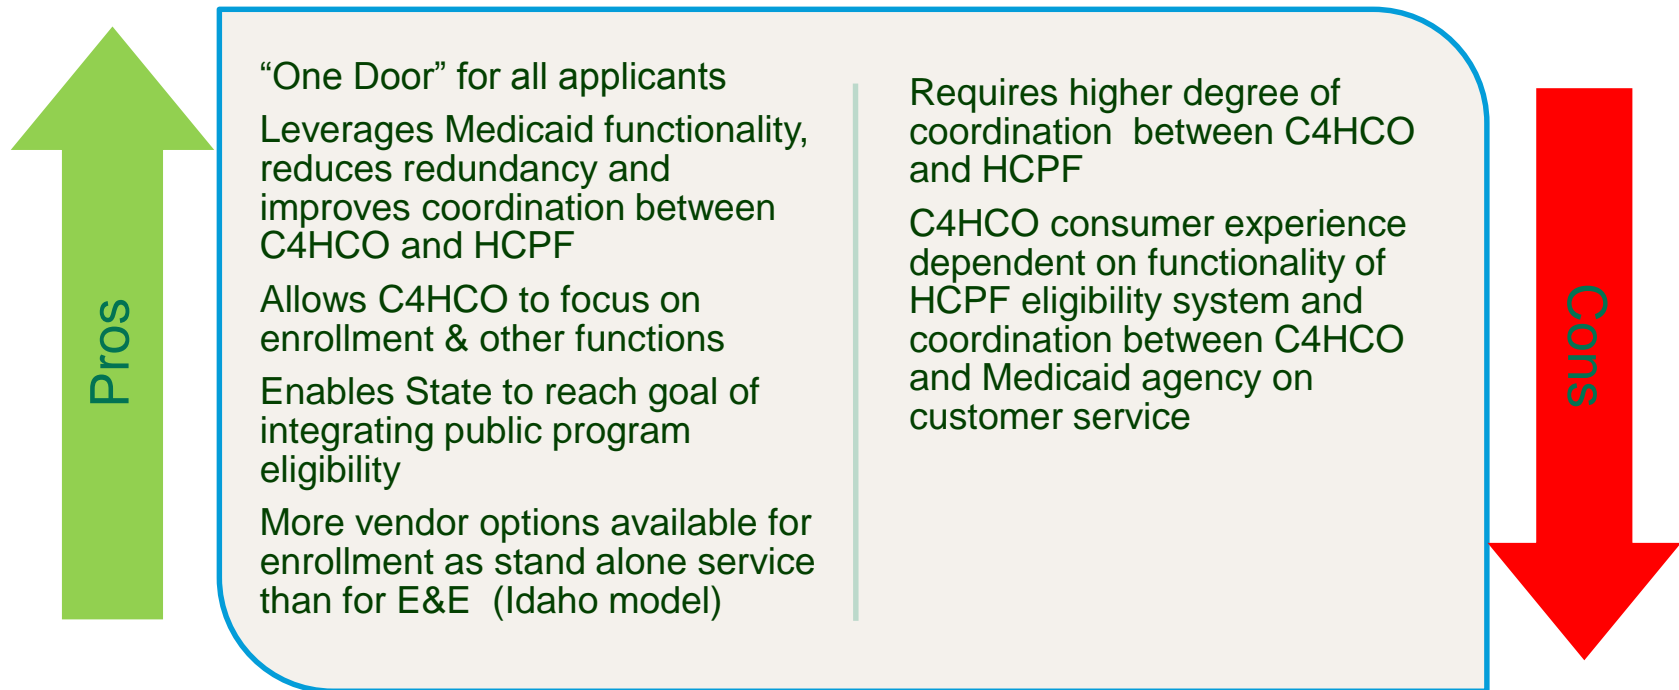 Pros
“One Door” for all applicants
Leverages Medicaid functionality,
reduces redundancy and
improves coordination between
C4HCO and HCPF
Allows C4HCO to focus on
enrollment & other functions
Enables State to reach goal of
integrating public program
eligibility
More vendor options available for
enrollment as stand alone service
than for E&E  (Idaho model)
Requires higher degree of
coordination  between C4HCO
and HCPF
C4HCO consumer experience
dependent on functionality of
HCPF eligibility system and
coordination between C4HCO
and Medicaid agency on
customer service
Cons